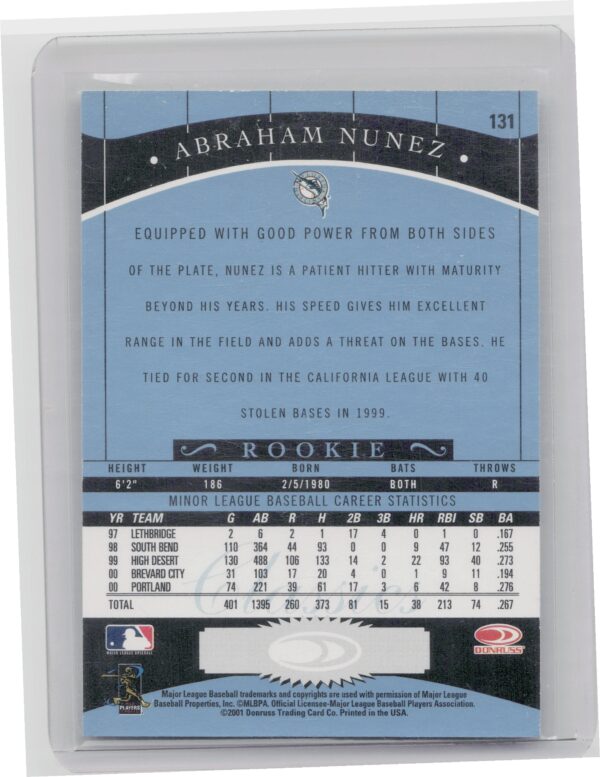 131
ABRAHAM NUNEZ
EQUIPPED WITH GOOD POWER FROM BOTH SIDES
OF THE PLATE, NUNEZ IS A PATIENT HITTER WITH MATURITY
BEYOND HIS YEARS. HIS SPEED GIVES HIM EXCELLENT
RANGE IN THE FIELD AND ADDS A THREAT ON THE BASES. HE
TIED FOR SECOND IN THE CALIFORNIA LEAGUE WITH 40
STOLEN BASES IN 1999.
ROOKIE
HEIGHT WEIGHT BORN BATS THROWS
6'2" 186 2/5/1980 BOTH R
MINOR LEAGUE BASEBALL CAREER STATISTICS
YR TEAM G AB R H 2B 3B HR RBI SB BA
97 LETHBRIDGE 2 6 2 1 17 4 0 1 0 .167
98 SOUTH BEND 110 364 44 93 0 0 9 47 12 .255
99 HIGH DESERT 130 488 106 133 14 2 22 93 40 .273
00 BREVARD CITY 31 103 17 20 4 0 1 9 11 .194
00 PORTLAND 74 221 39 61 17 3 6 42 8 .276
TOTAL 401 1395 260 373 81 15 38 213 74 .267
Classics
MAJOR LEAGUE BASEBALL
DONRUSS
PLAYERS
Major League Baseball trademarks and copyrights are used with permission of Major League
Baseball Properties, Inc. ©MLBPA. Official Licensee-Major League Baseball Players Association.
©2001 Donruss Trading Card Co. Printed in the USA.